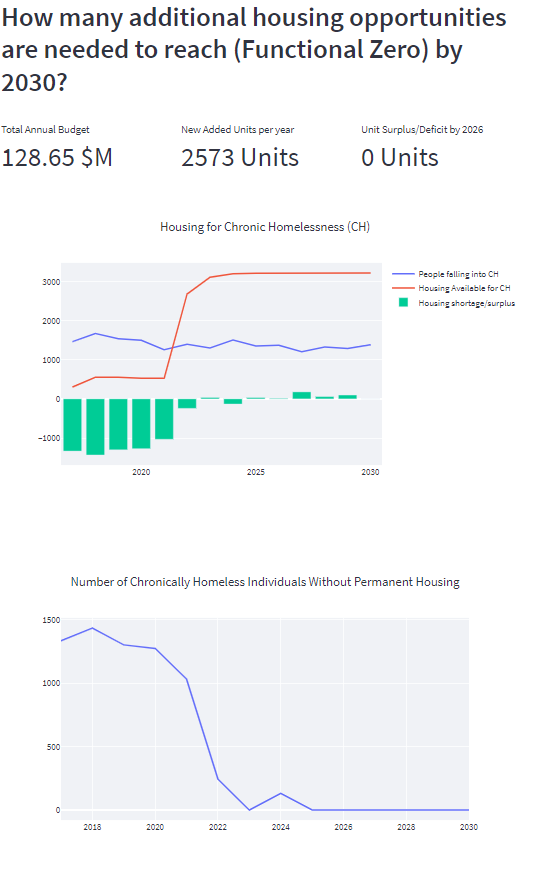 How many additional housing opportunities
are needed to reach (Functional Zero) by
2030?
Total Annual Budget
New Added Units per year
Unit Surplus/Deficit by 2026
128.65 $M
2573 Units
0 Units
Housing for Chronic Homelessness (CH)
3000
2000
1000
0
−1000
2020
2025
2030
People falling into CH
Housing Available for CH
Housing shortage/surplus
Number of Chronically Homeless Individuals Without Permanent Housing
1500
1000
500
0
2018
2020
2022
2024
2026
2028
2030